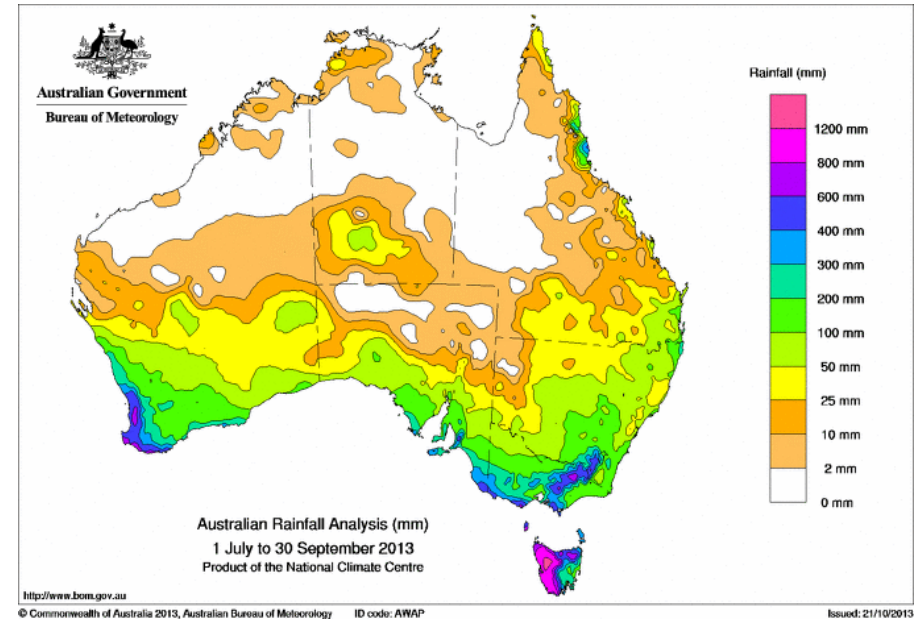 Australian Government
Bureau of Meteorology
Rainfall (mm)
1200 mm
800 mm
600 mm
400 mm
300 mm
200 mm
100 mm
50 mm
25 mm
10 mm
2 mm
0 mm
Australian Rainfall Analysis (mm)
1 July to 30 September 2013
Product of the National Climate Centre
http://www.bom.gov.au
© Commonwealth of Australia 2013, Australian Bureau of Meteorology ID code: AWAP Issued: 21/10/2013